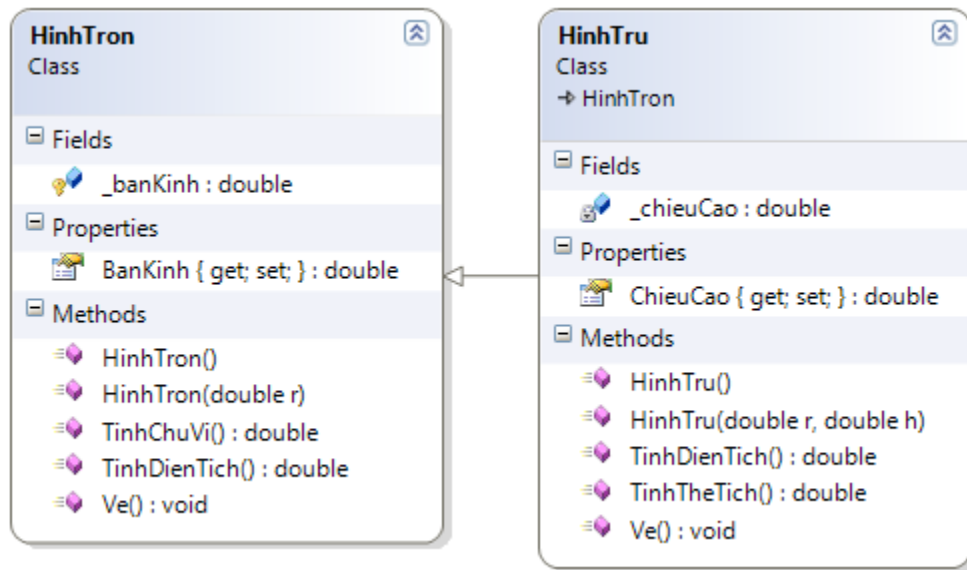 HinhTron
Class
Fields
_banKinh : double
Properties
BanKinh { get; set; } : double
Methods
HinhTron()
HinhTron(double r)
TinhChuVi() : double
TinhDienTich() : double
Ve() : void
HinhTru
Class
HinhTron
Fields
_chieuCao : double
Properties
ChieuCao { get; set; } : double
Methods
HinhTru()
HinhTru(double r, double h)
TinhDienTich() : double
TinhTheTich() : double
Ve() : void